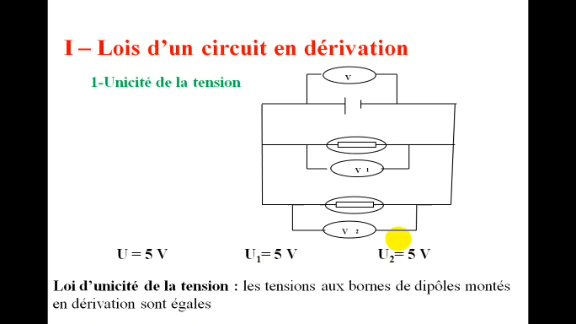 I – Lois d’un circuit en dérivation
1-Unicité de la tension
V
V 1
V 2
U = 5 V U₁= 5 V U₂= 5 V
Loi d’unicité de la tension : les tensions aux bornes de dipôles montés
en dérivation sont égales